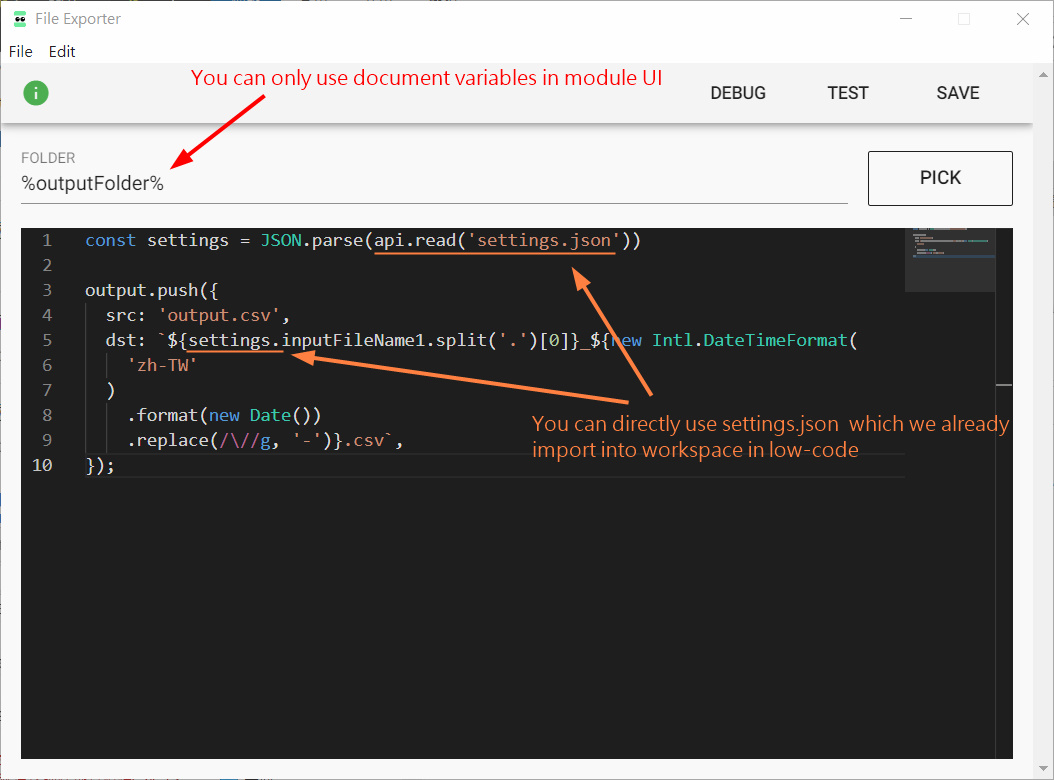 File Exporter
File Edit
You can only use document variables in module UI
DEBUG TEST SAVE
FOLDER
%outputFolder%
PICK
1 const settings = JSON.parse(api.read('settings.json'))
2
3 output.push({
4 src: 'output.csv',
5 dst: `${settings.inputFileName1.split('.')[0]}_${new Intl.DateTimeFormat(
6 'zh-TW'
7 )
8 .format(new Date())
9 .replace(/\//g, '-')}.csv`,
10 });
You can directly use settings.json which we already
import into workspace in low-code